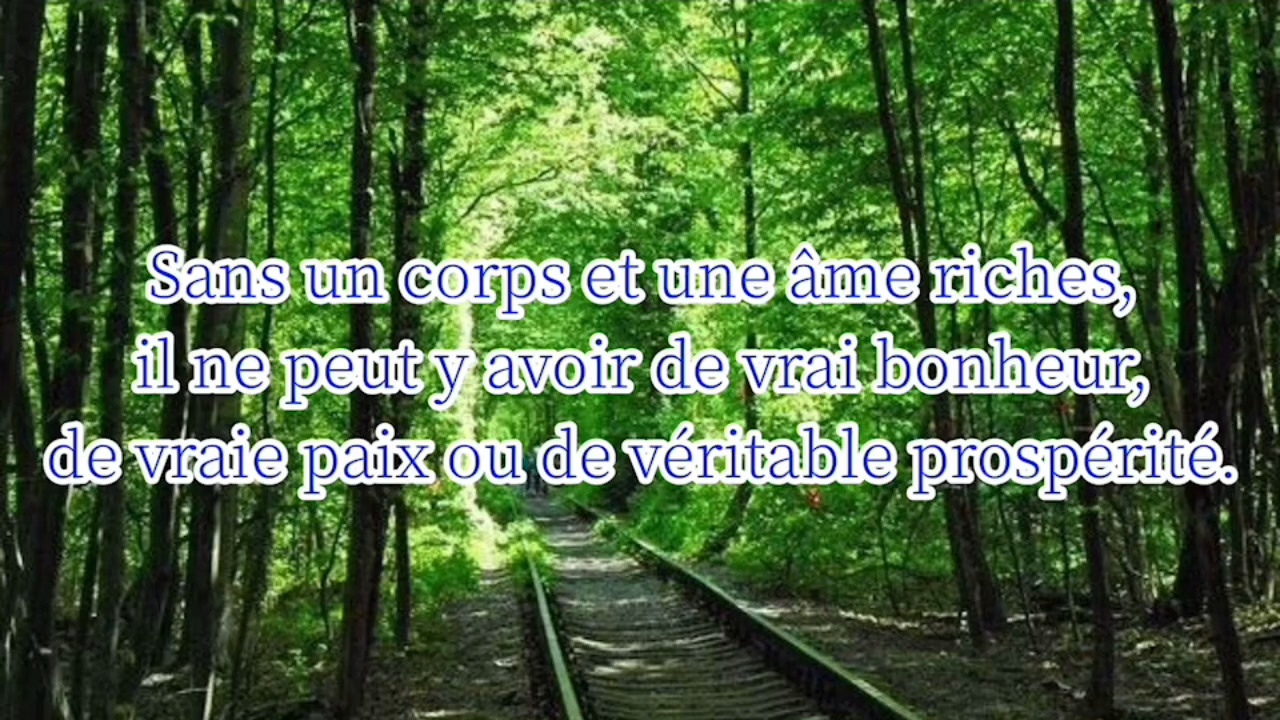 Sans un corps et une âme riches,
il ne peut y avoir de vrai bonheur,
de vraie paix ou de véritable prospérité.